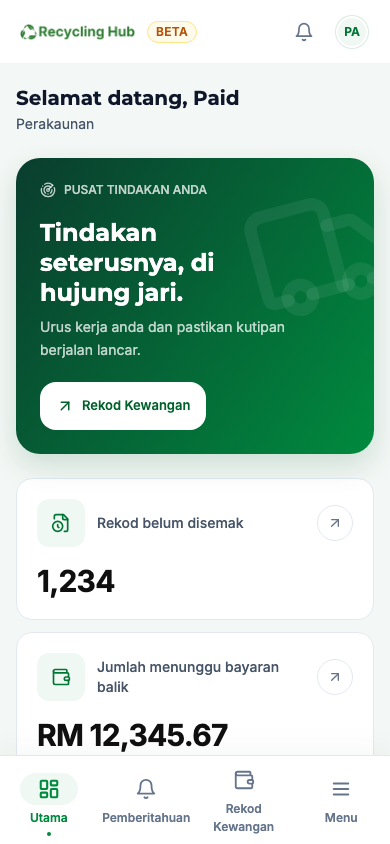 Recycling Hub BETA PA
Selamat datang, Paid
Perakaunan
PUSAT TINDAKAN ANDA
Tindakan
seterusnya, di
hujung jari.
Urus kerja anda dan pastikan kutipan
berjalan lancar.
Rekod Kewangan
Rekod belum disemak
1,234
Jumlah menunggu bayaran
balik
RM 12,345.67
Utama
Pemberitahuan
Rekod
Kewangan
Menu